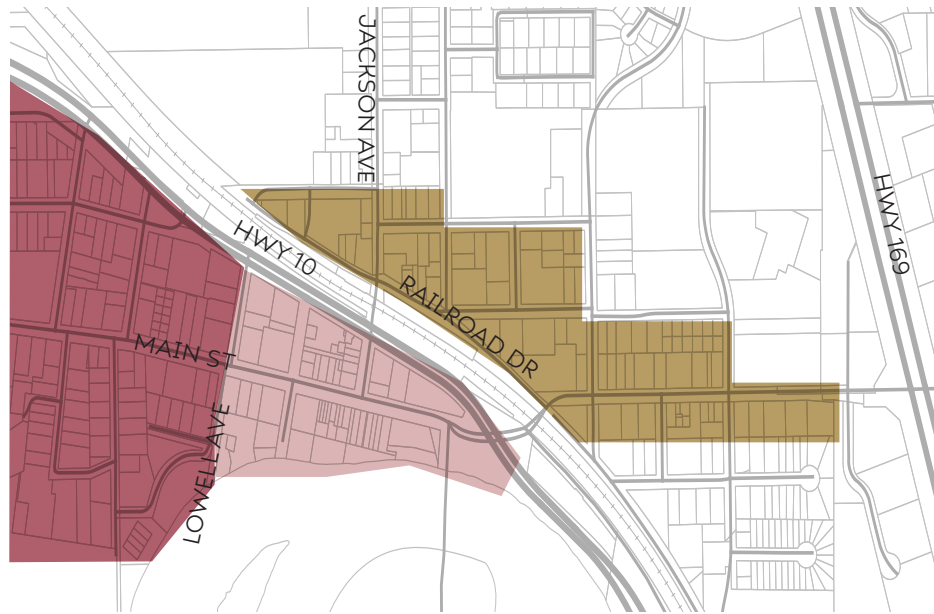 JACKSON AVE
HWY 169
HWY 10
RAILROAD DR
MAIN ST
LOWELL AVE